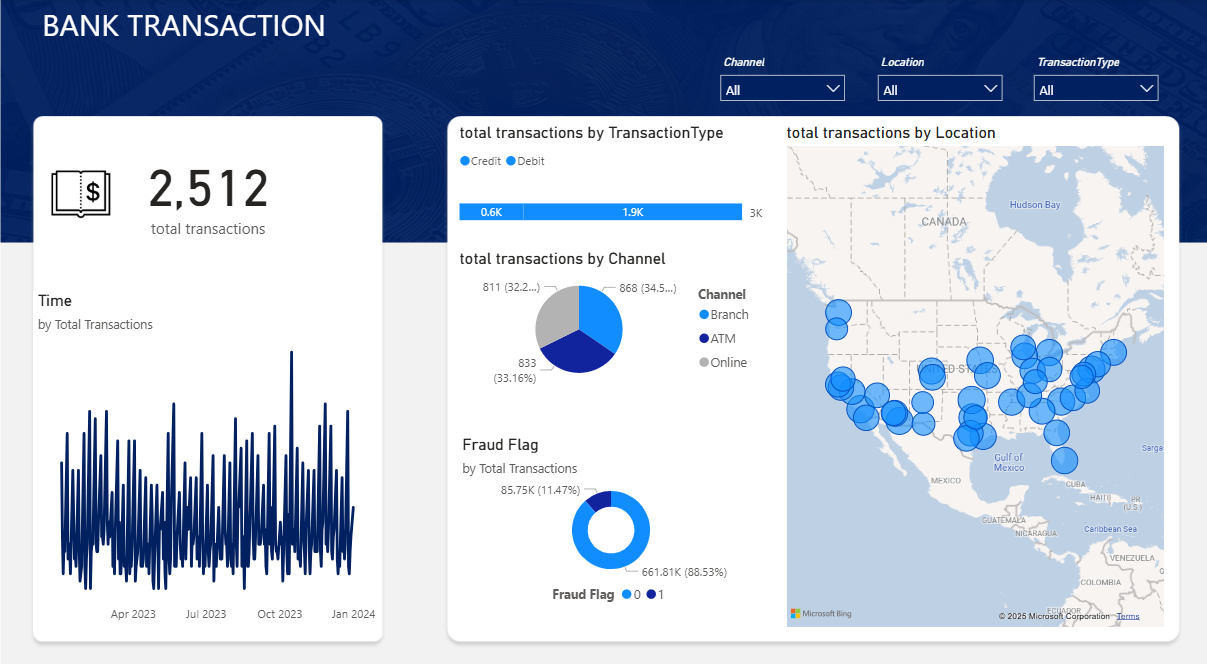 BANK TRANSACTION
Channel
Location
TransactionType
All
All
All
2,512
total transactions
Time
by Total Transactions
Apr 2023
Jul 2023
Oct 2023
Jan 2024
total transactions by TransactionType
Credit
Debit
0.6K
1.9K
3K
total transactions by Channel
811 (32.2...)
868 (34.5...)
833
(33.16%)
Channel
Branch
ATM
Online
Fraud Flag
by Total Transactions
85.75K (11.47%)
661.81K (88.53%)
Fraud Flag
0
1
total transactions by Location
Hudson Bay
CANADA
UNITED STA
Gulf of
Mexico
MEXICO
CUBA
HAITI
PR
(U.S.)
Sarga
GUATEMALA
NICARAGUA
Caribbean Sea
VENEZUELA
COLOMBIA
ECUADOR
Microsoft Bing
© 2025 Microsoft Corporation
Terms